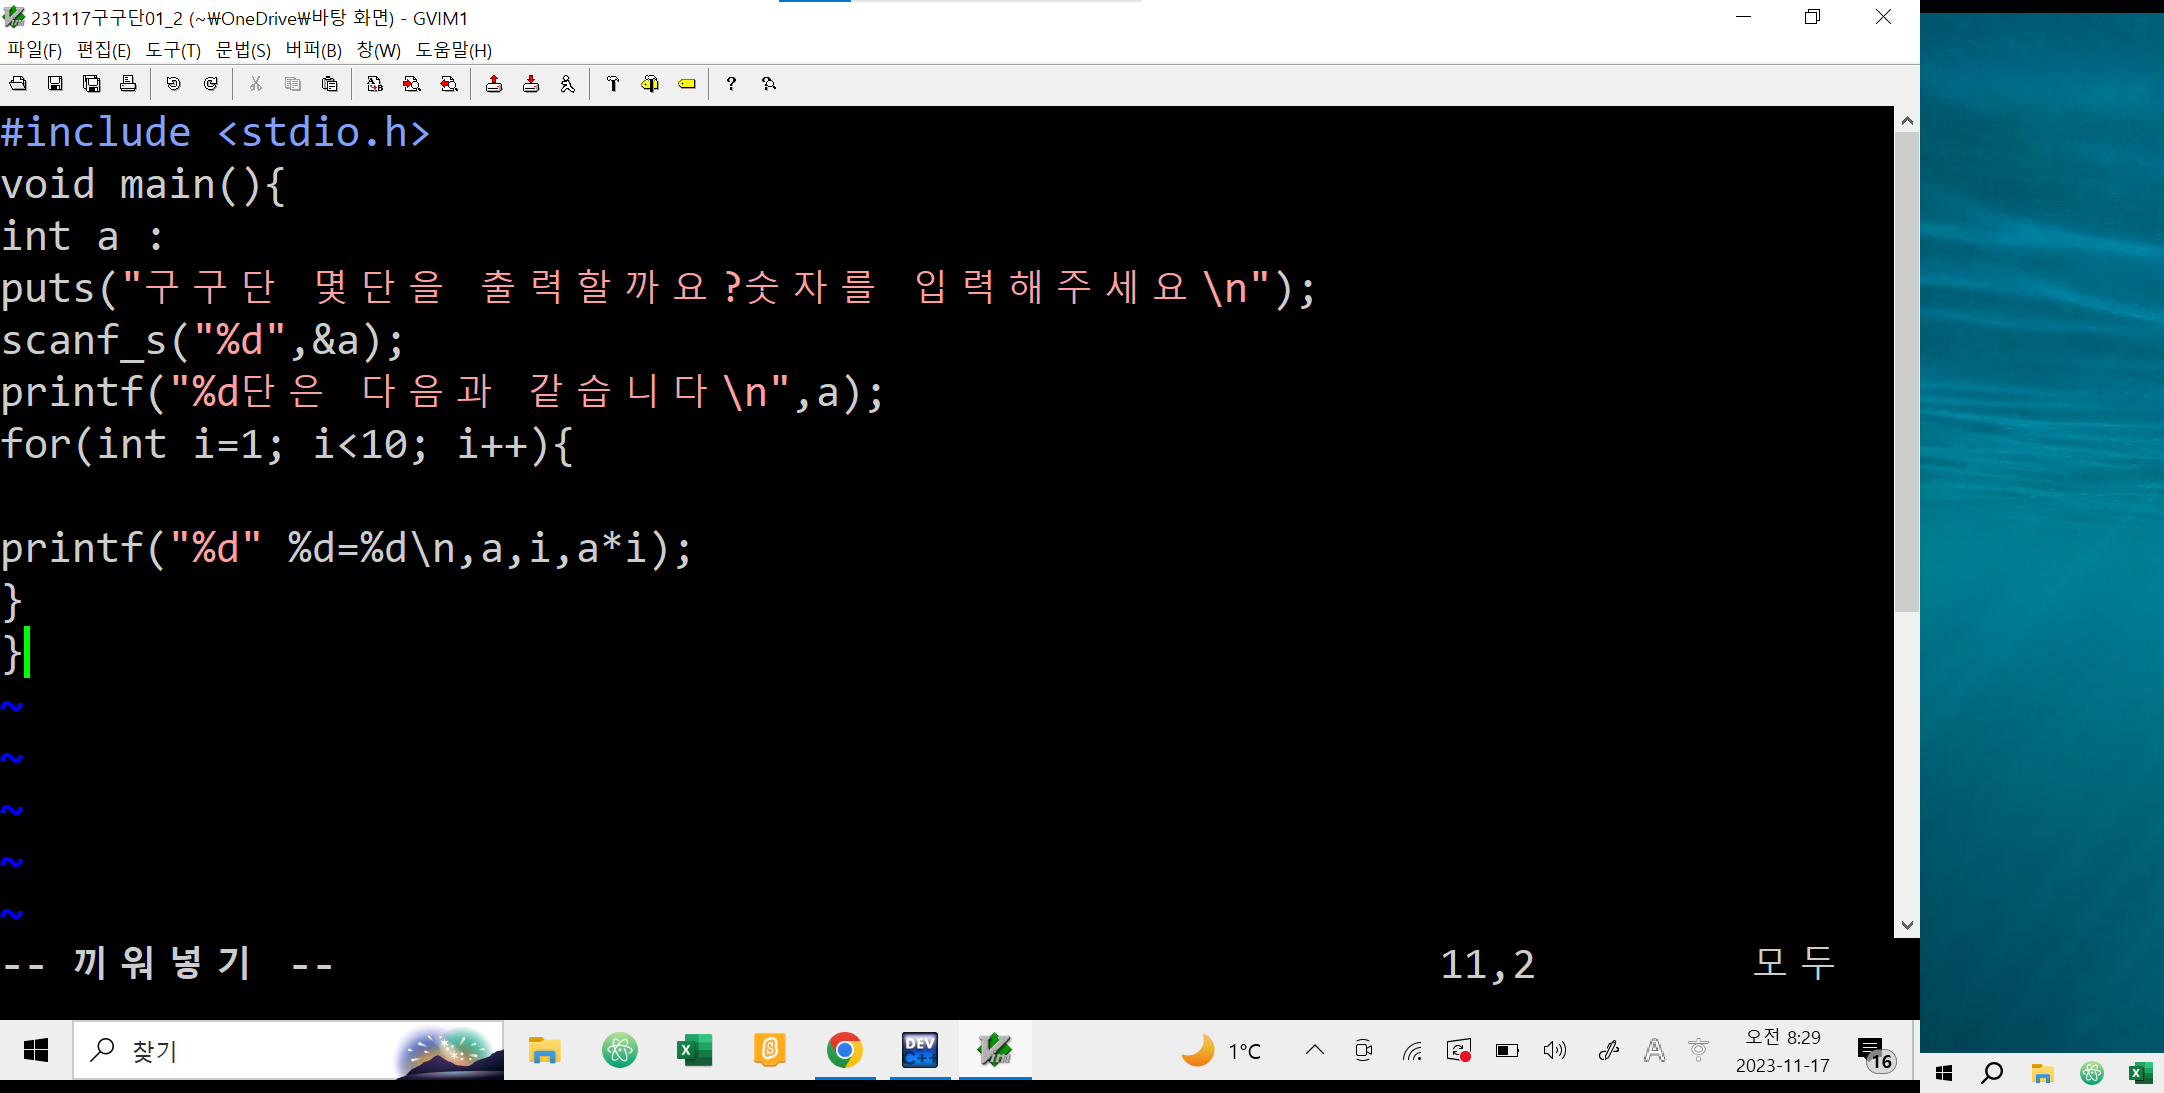 231117구구단01_2 (~₩OneDrive₩바탕 화면) - GVIM1
파일(F) 편집(E) 도구(T) 문법(S) 버퍼(B) 창(W) 도움말(H)
#include <stdio.h>
void main(){
int a :
puts("구구단 몇단을 출력할까요?숫자를 입력해주세요\n");
scanf_s("%d",&a);
printf("%d단은 다음과 같습니다\n",a);
for(int i=1; i<10; i++){
printf("%d" %d=%d\n,a,i,a*i);
}
}
~
~
~
~
~
-- 끼워넣기 -- 11,2 모두
찾기
DEV C++
1°C
오전 8:29
2023-11-17
16